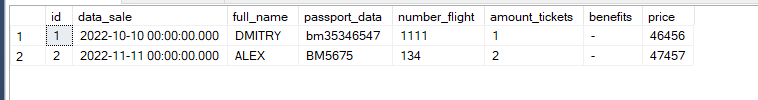 id data_sale full_name passport_data number_flight amount_tickets benefits price
1 1 2022-10-10 00:00:00.000 DMITRY bm35346547 1111 1 - 46456
2 2 2022-11-11 00:00:00.000 ALEX BM5675 134 2 - 47457